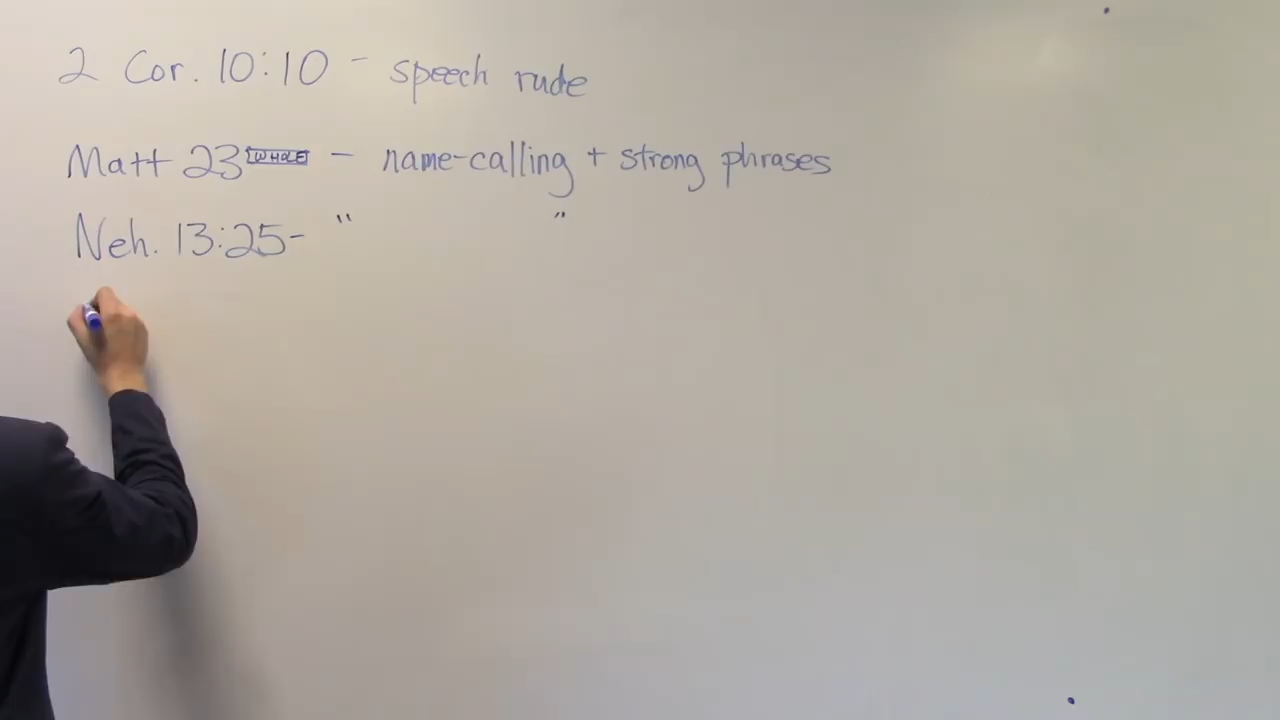 2 Cor. 10:10 - speech rude
Matt 23 WHOLE - name-calling + strong phrases
Neh. 13:25- " "